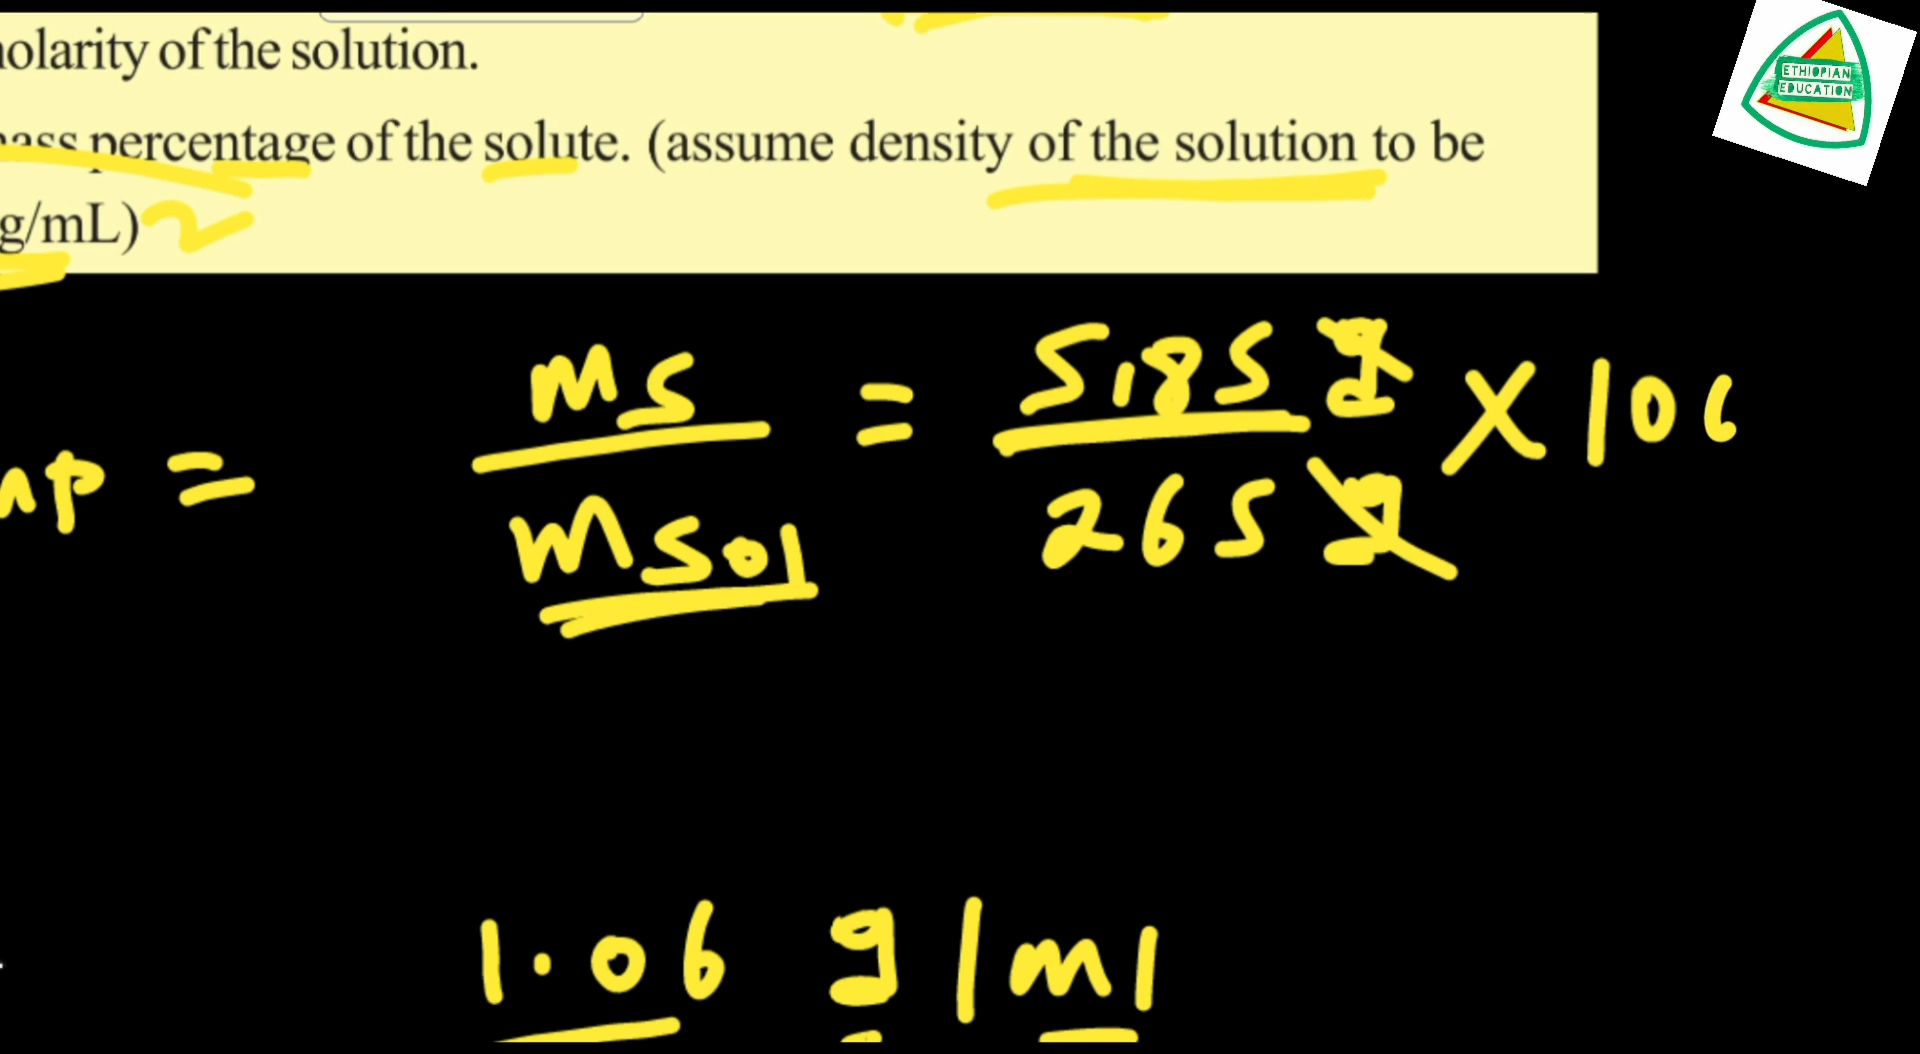 olarity of the solution.
ass percentage of the solute. (assume density of the solution to be
g/mL)
ETHIOPIAN
EDUCATION
mp = ms / msol = 5.85 g / 265 g × 100
1.06 g/ml